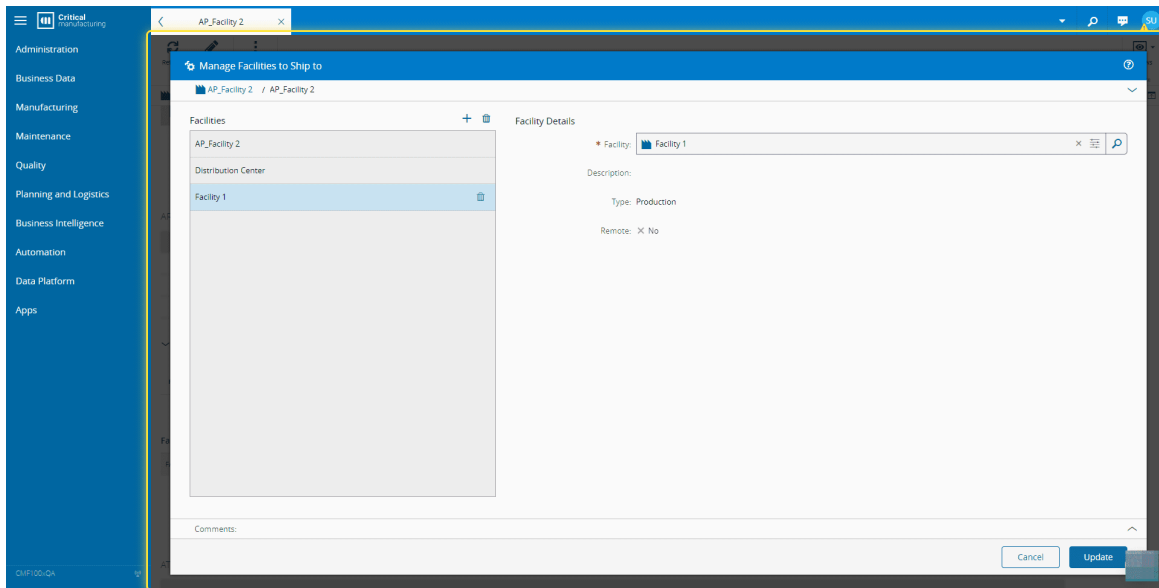 Critical
manufacturing
AP_Facility 2
SU
Administration
Business Data
Manufacturing
Maintenance
Quality
Planning and Logistics
Business Intelligence
Automation
Data Platform
Apps
CMF100xQA
Manage Facilities to Ship to
AP_Facility 2 / AP_Facility 2
Facilities
AP_Facility 2
Distribution Center
Facility 1
Facility Details
* Facility: Facility 1
Description:
Type: Production
Remote: No
Comments:
Cancel Update